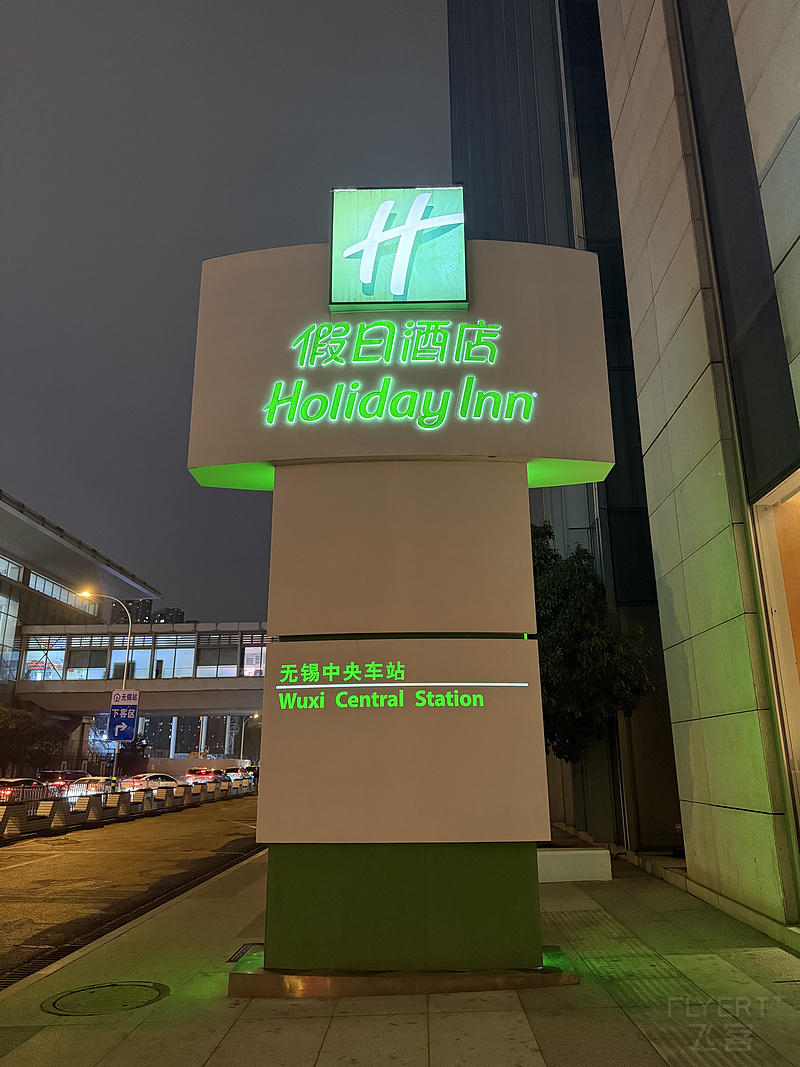 H
假日酒店
Holiday Inn
无锡中央车站
Wuxi Central Station
无锡站
下客区
FLYERT+
飞客